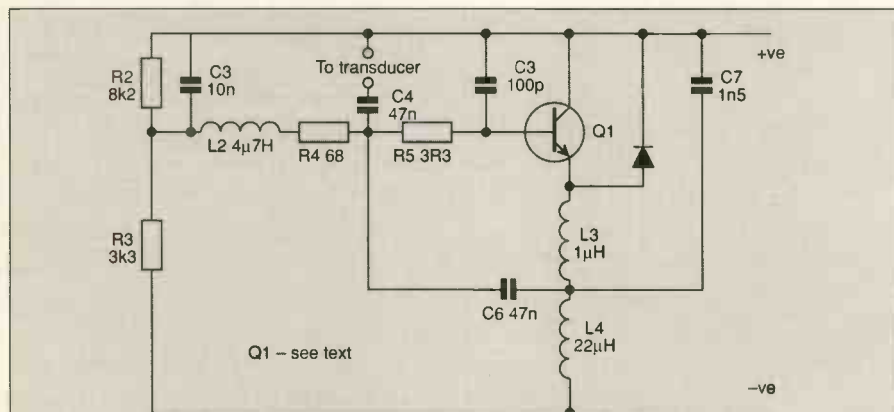 +ve
R2
8k2
C3
10n
To transducer
C4
47n
C3
100p
Q1
C7
1n5
L2 4µ7H
R4 68
R5 3R3
R3
3k3
L3
1µH
C6 47n
L4
22µH
Q1 – see text
–ve